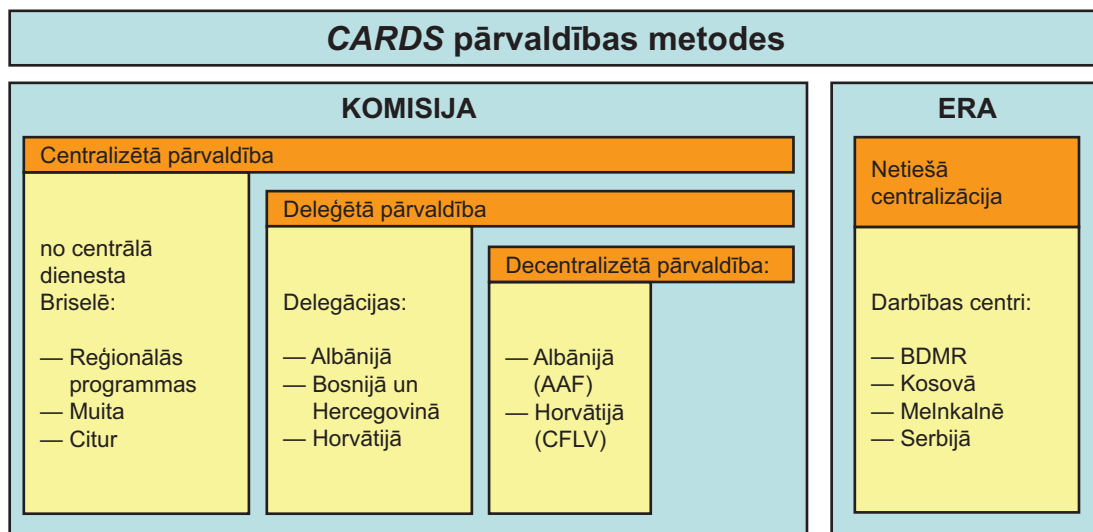 CARDS pārvaldības metodes
KOMISIJA
Centralizētā pārvaldība
no centrālā
dienesta
Briselē:
— Reģionālās
programmas
— Muita
— Citur
Deleģētā pārvaldība
Delegācijas:
— Albānijā
— Bosnijā un
Hercegovinā
— Horvātijā
Decentralizētā pārvaldība:
— Albānijā
(AAF)
— Horvātijā
(CFLV)
ERA
Netiešā
centralizācija
Darbības centri:
— BDMR
— Kosovā
— Melnkalnē
— Serbijā